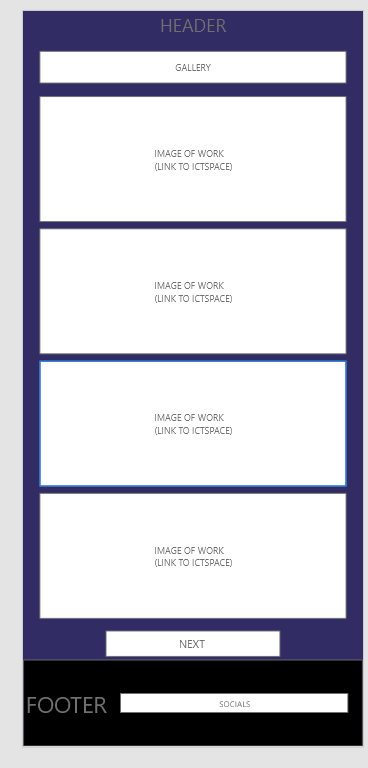 HEADER
GALLERY
IMAGE OF WORK
(LINK TO ICTSPACE)
IMAGE OF WORK
(LINK TO ICTSPACE)
IMAGE OF WORK
(LINK TO ICTSPACE)
IMAGE OF WORK
(LINK TO ICTSPACE)
NEXT
FOOTER
SOCIALS